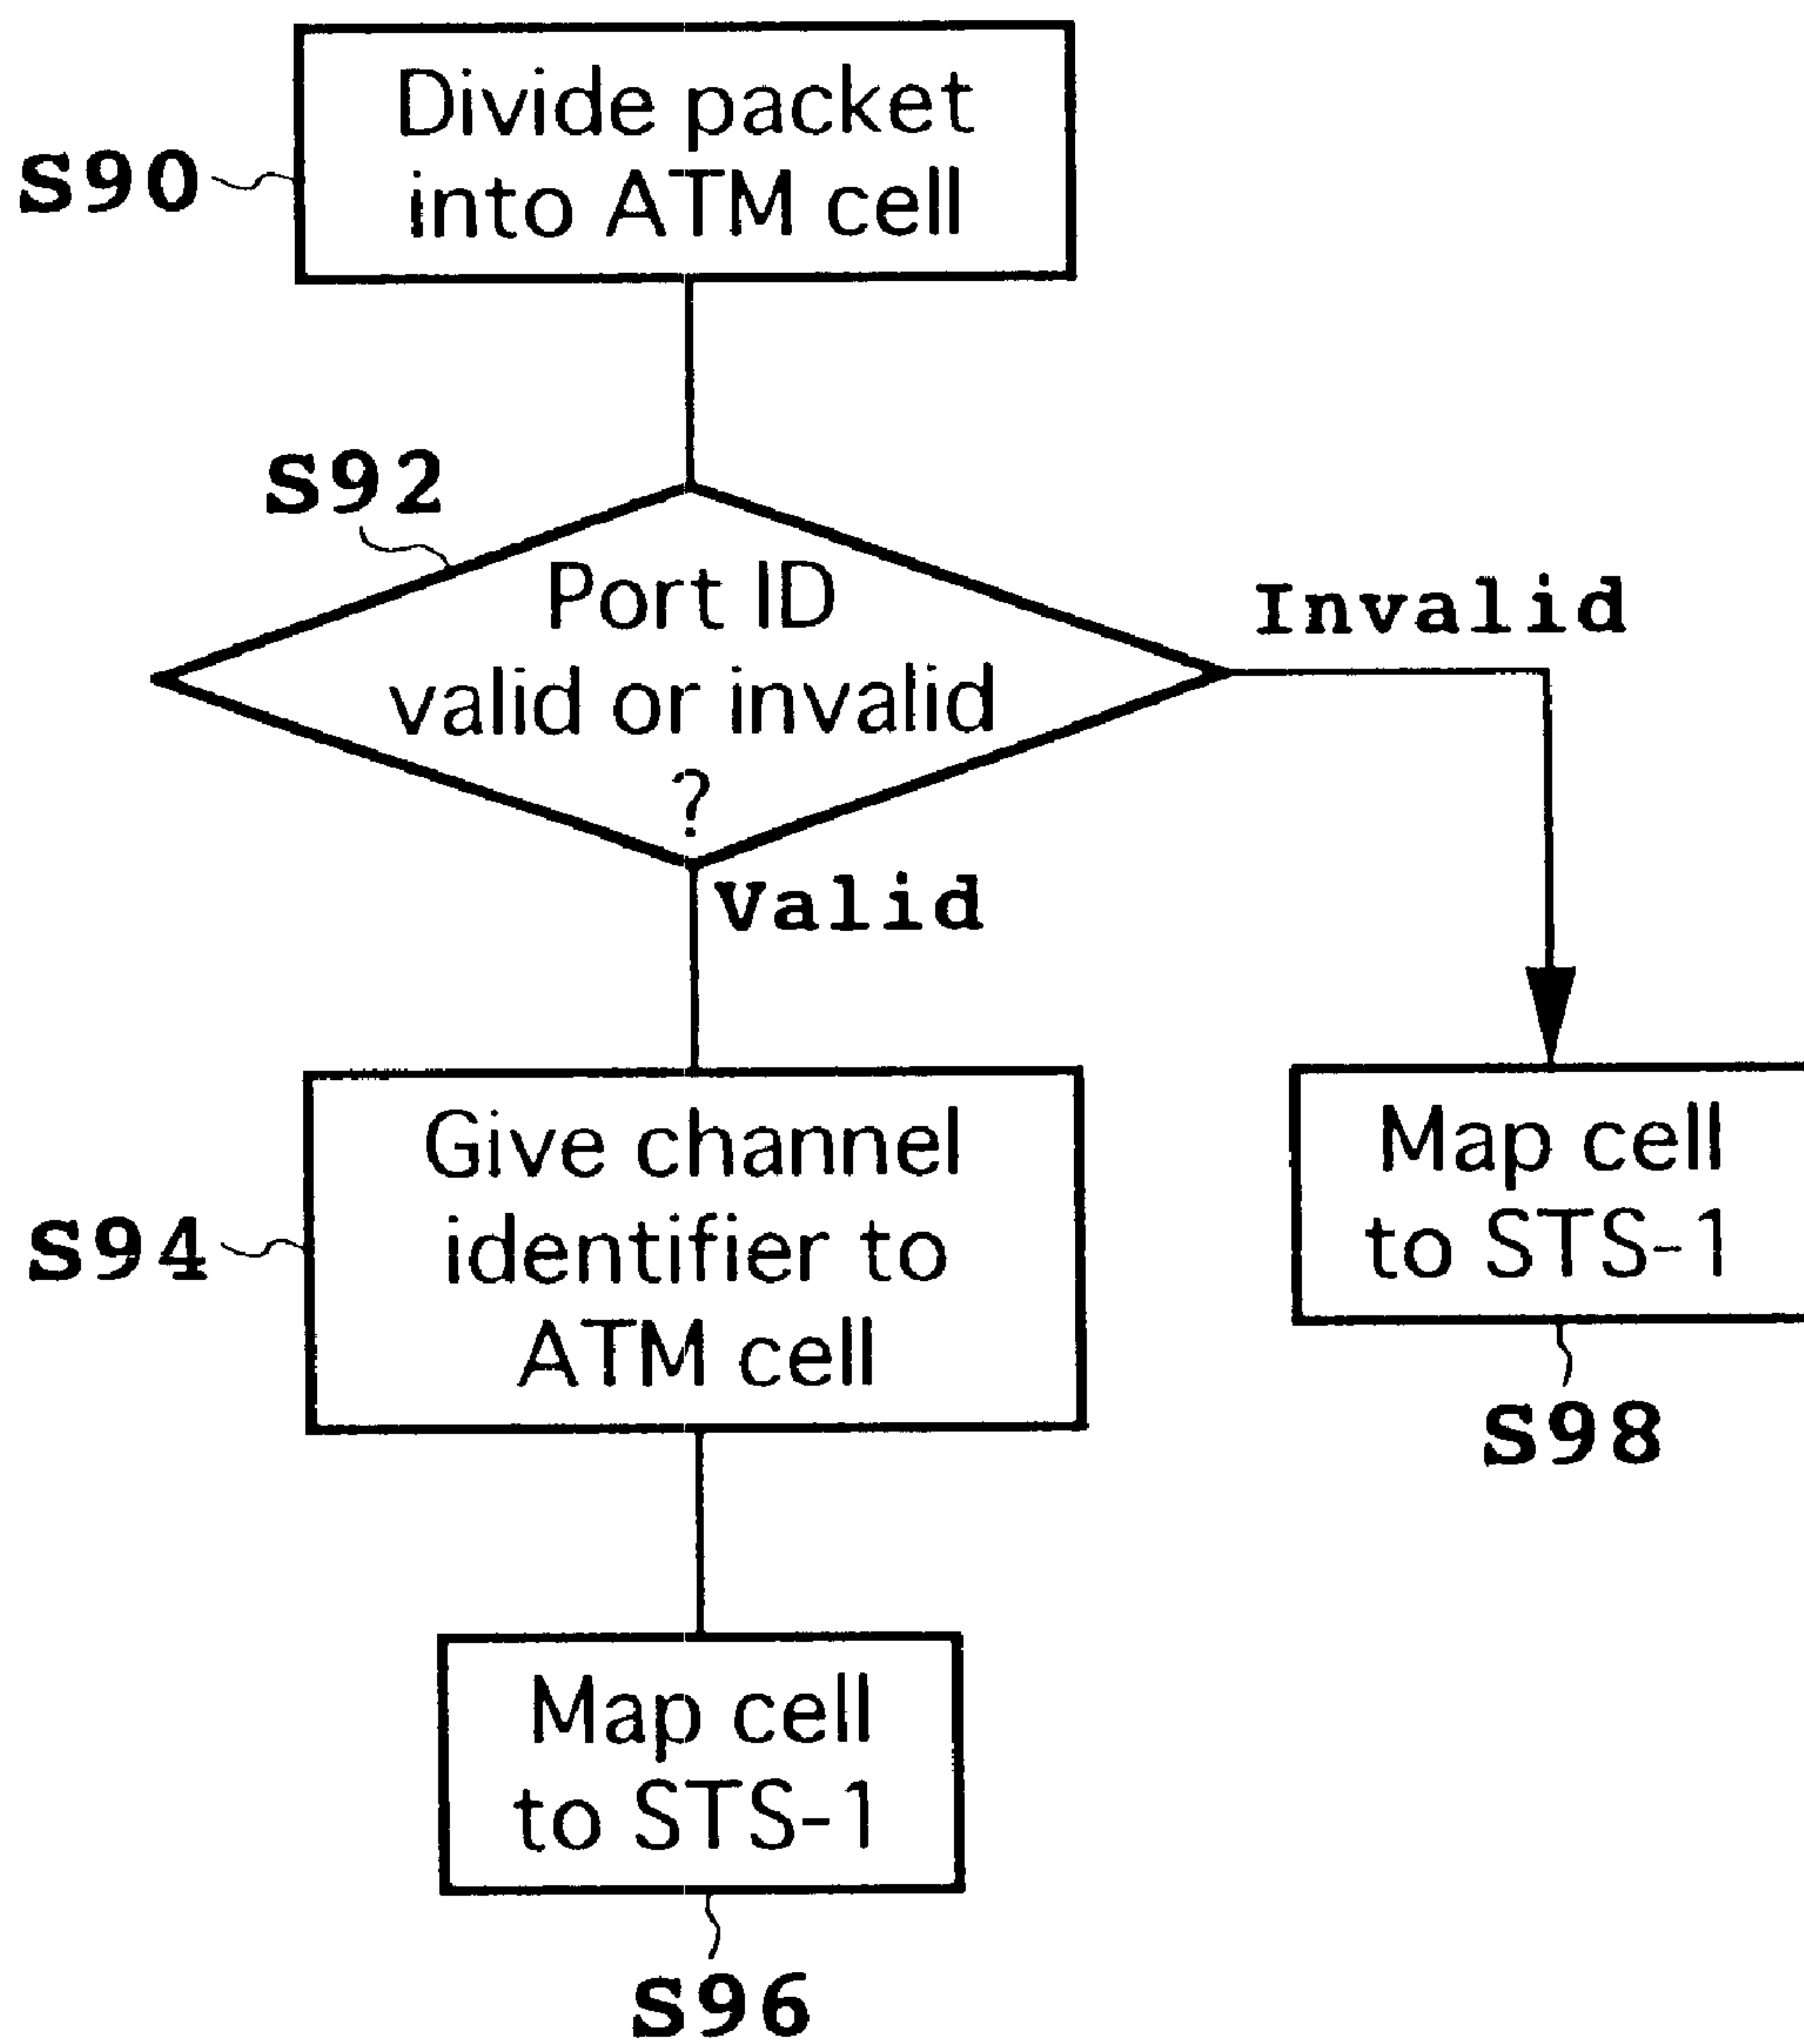 Divide packet
into ATM cell
S90
S92
Port ID
valid or invalid
?
Invalid
Valid
Give channel
identifier to
ATM cell
S94
Map cell
to STS-1
S98
Map cell
to STS-1
S96